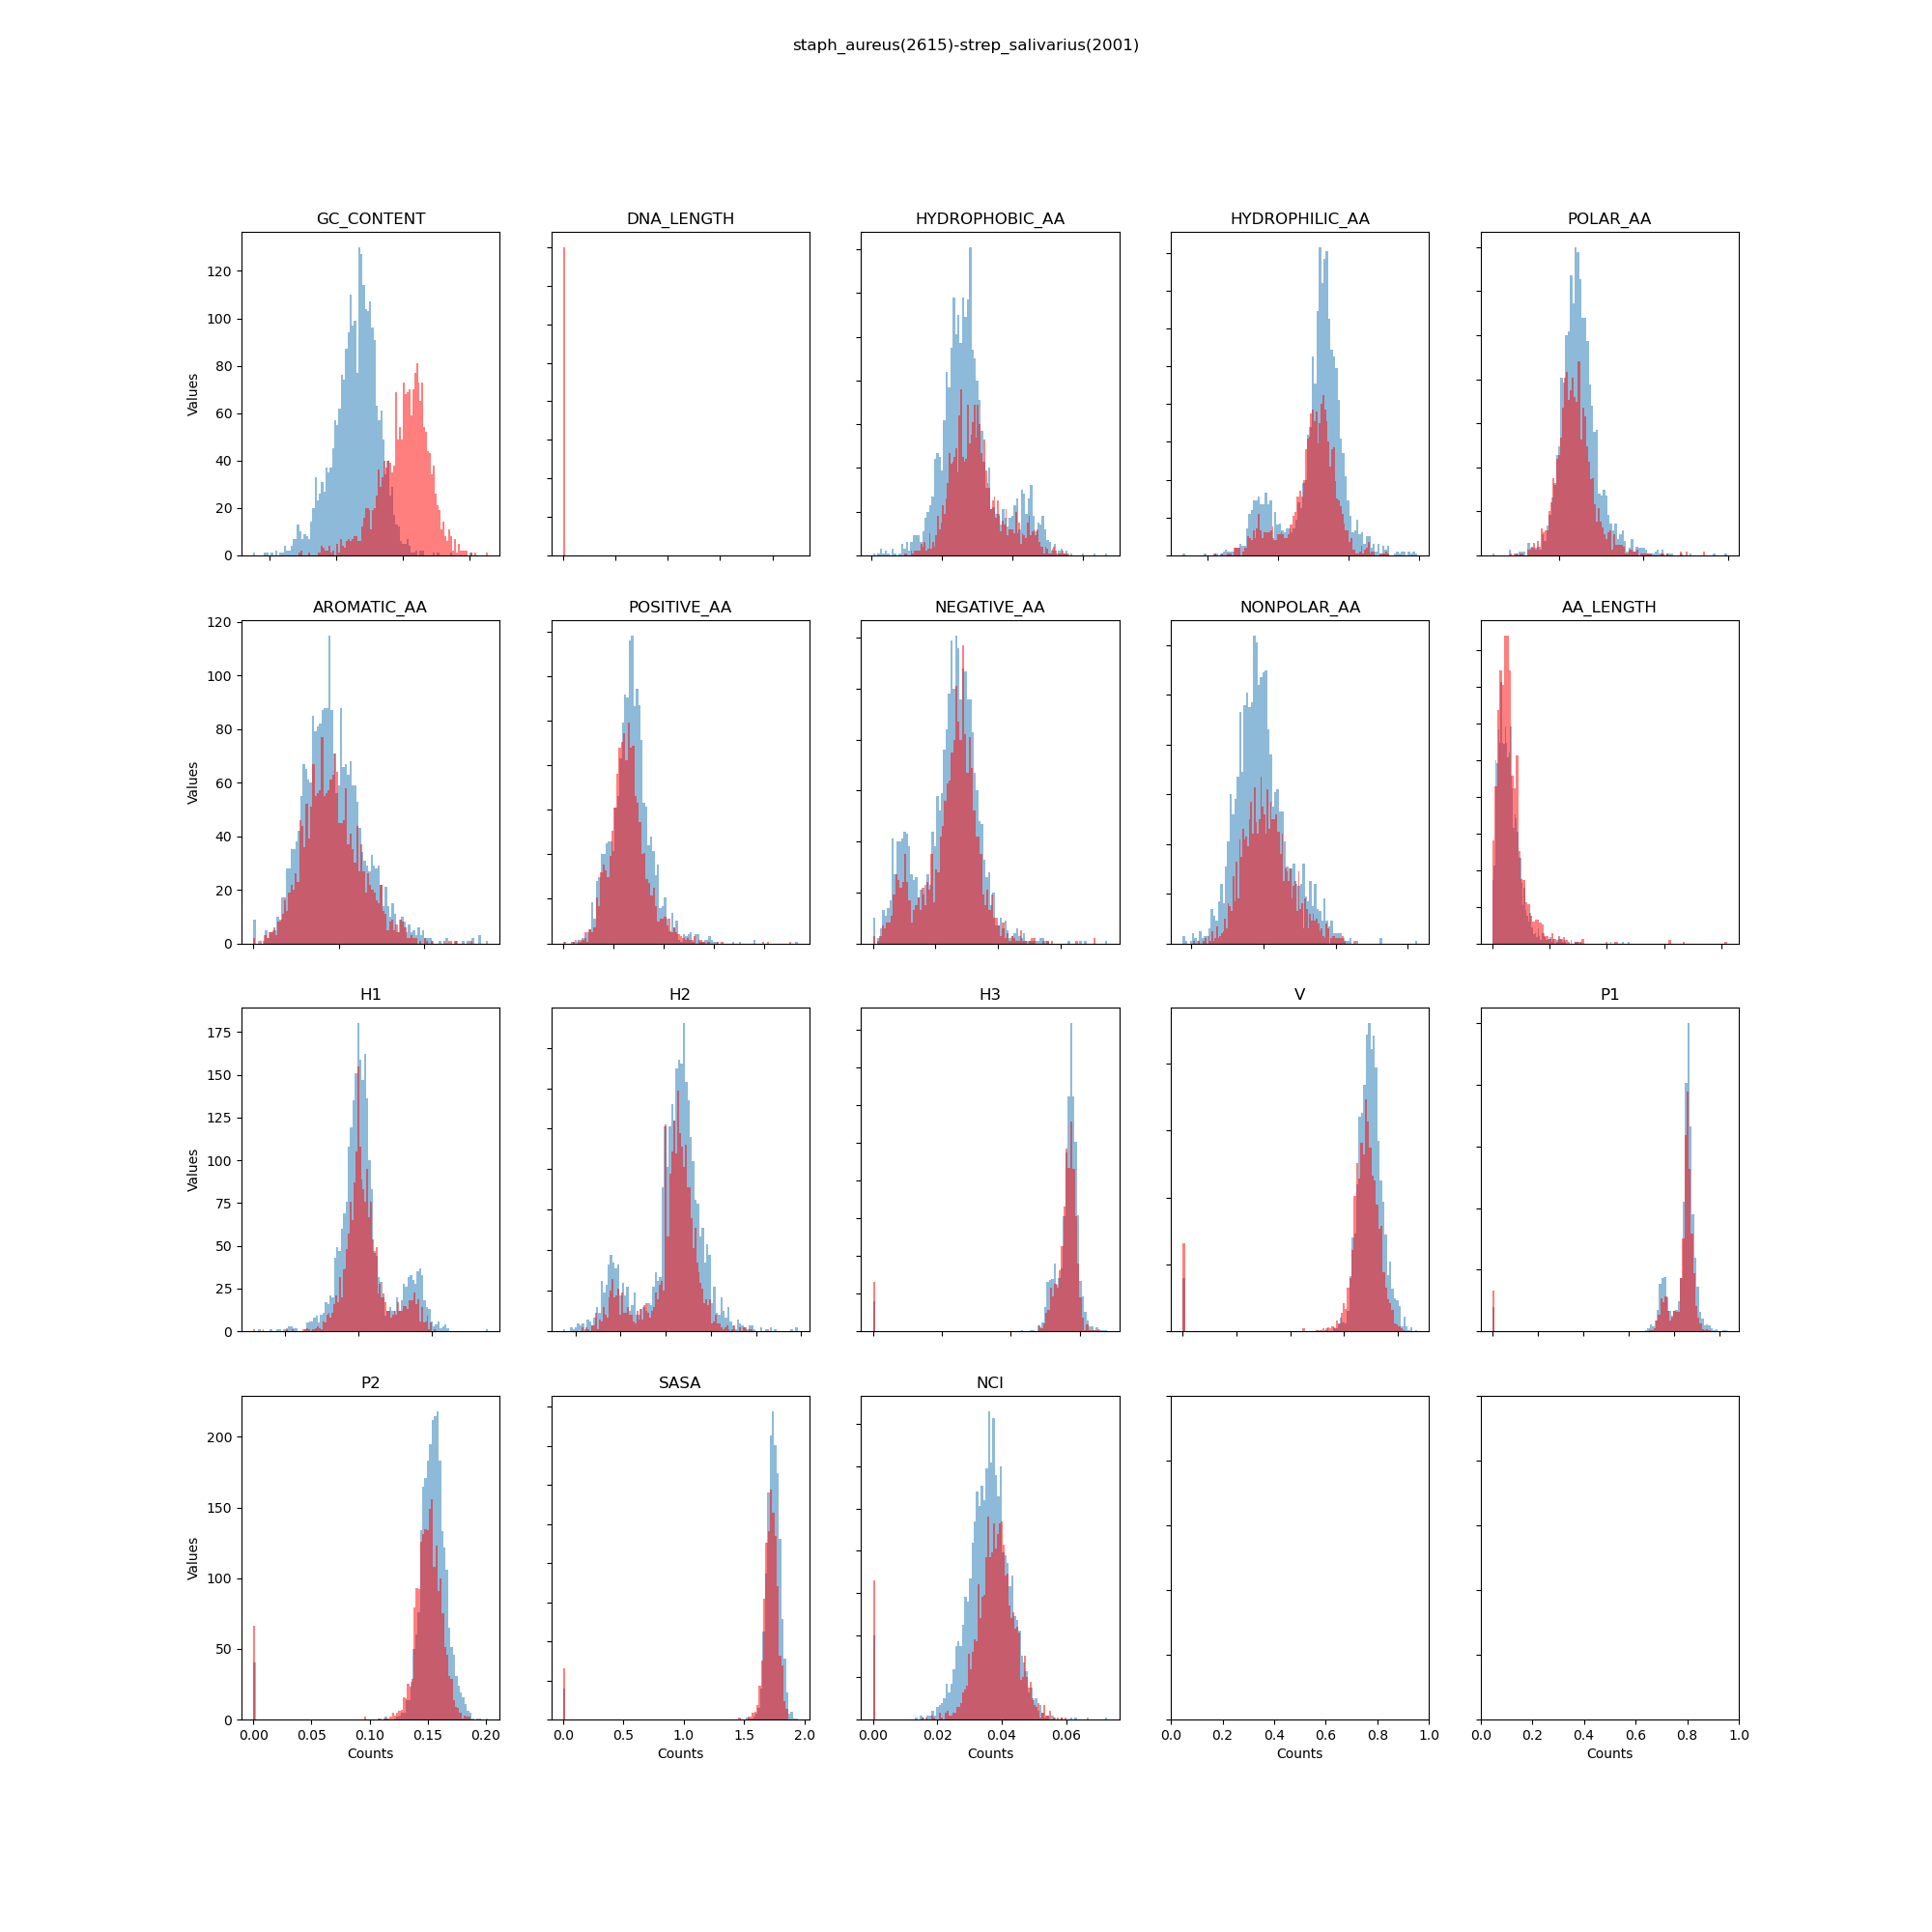 staph_aureus(2615)-strep_salivarius(2001)
GC_CONTENT DNA_LENGTH HYDROPHOBIC_AA HYDROPHILIC_AA POLAR_AA
120
100
80
60
40
20
0
Values
AROMATIC_AA POSITIVE_AA NEGATIVE_AA NONPOLAR_AA AA_LENGTH
120
100
80
60
40
20
0
Values
H1 H2 H3 V P1
175
150
125
100
75
50
25
0
Values
P2 SASA NCI
200
150
100
50
0
Values
0.00 0.05 0.10 0.15 0.20 0.0 0.5 1.0 1.5 2.0 0.00 0.02 0.04 0.06 0.0 0.2 0.4 0.6 0.8 1.0 0.0 0.2 0.4 0.6 0.8 1.0
Counts Counts Counts Counts Counts